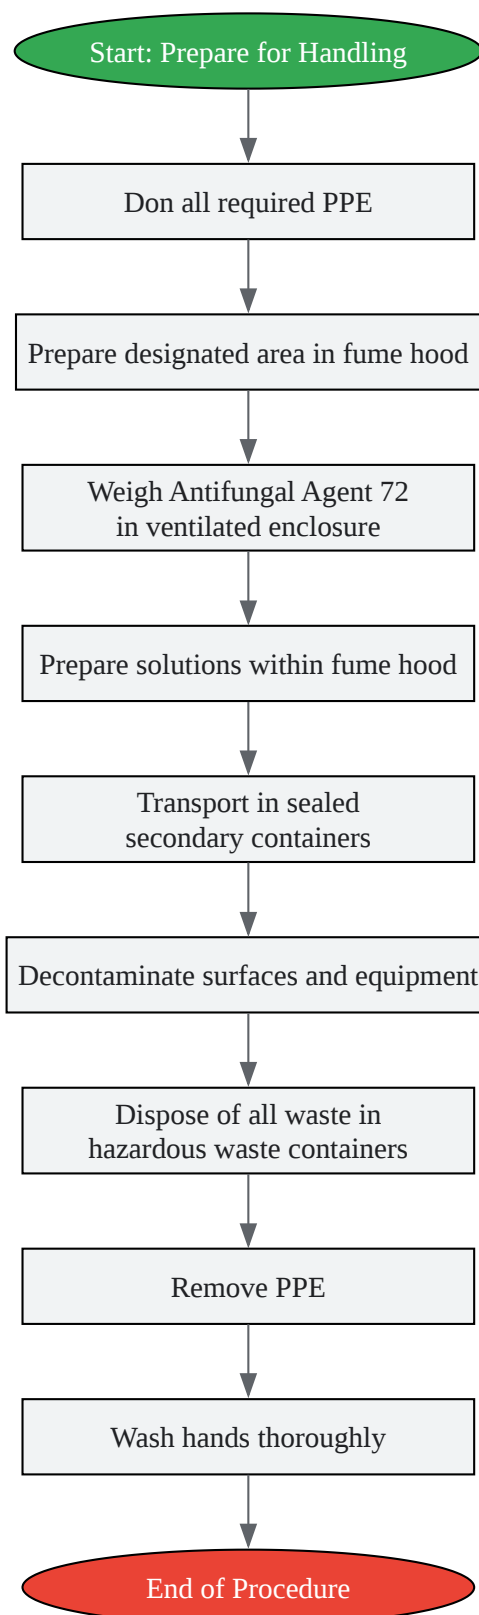 Start: Prepare for Handling
Don all required PPE
Prepare designated area in fume hood
Weigh Antifungal Agent 72
in ventilated enclosure
Prepare solutions within fume hood
Transport in sealed
secondary containers
Decontaminate surfaces and equipment
Dispose of all waste in
hazardous waste containers
Remove PPE
Wash hands thoroughly
End of Procedure